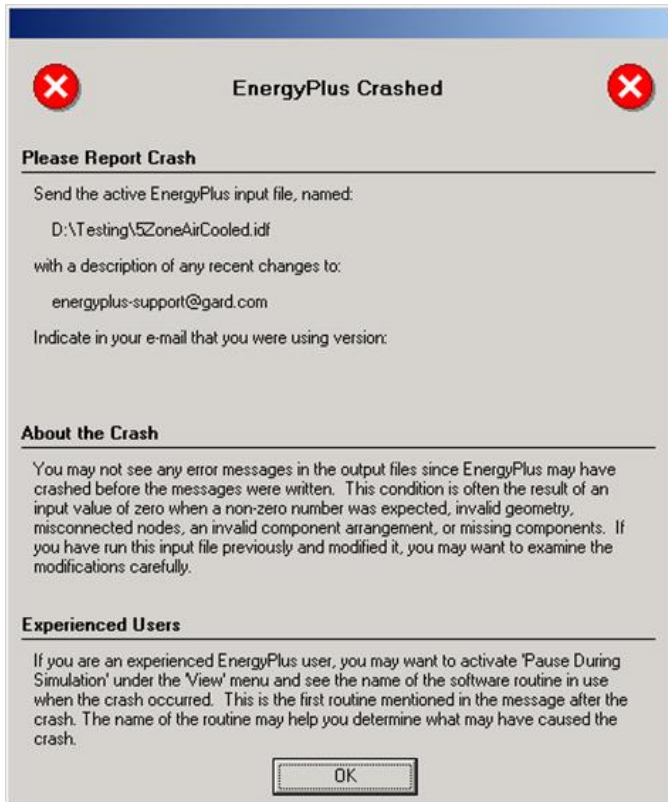 EnergyPlus Crashed
Please Report Crash
Send the active EnergyPlus input file, named:
D:\Testing\5ZoneAirCooled.idf
with a description of any recent changes to:
energyplus-support@gard.com
Indicate in your e-mail that you were using version:
About the Crash
You may not see any error messages in the output files since EnergyPlus may have
crashed before the messages were written.  This condition is often the result of an
input value of zero when a non-zero number was expected, invalid geometry,
misconnected nodes, an invalid component arrangement, or missing components.  If
you have run this input file previously and modified it, you may want to examine the
modifications carefully.
Experienced Users
If you are an experienced EnergyPlus user, you may want to activate 'Pause During
Simulation' under the 'View' menu and see the name of the software routine in use
when the crash occurred.  This is the first routine mentioned in the message after the
crash. The name of the routine may help you determine what may have caused the
crash.
OK